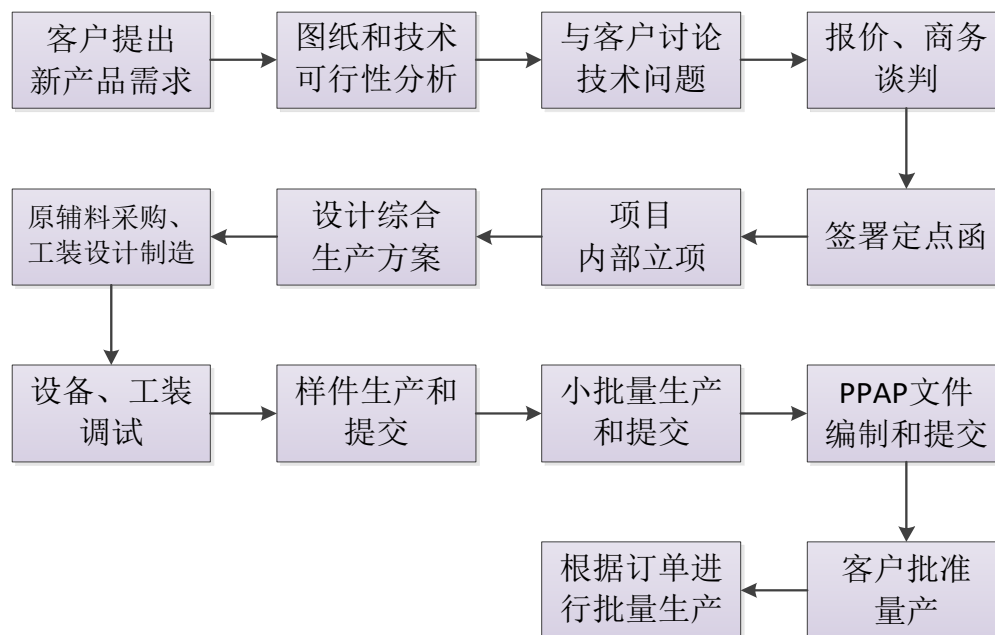 客户提出
新产品需求
图纸和技术
可行性分析
与客户讨论
技术问题
报价、商务
谈判
签署定点函
项目
内部立项
设计综合
生产方案
原辅料采购、
工装设计制造
设备、工装
调试
样件生产和
提交
小批量生产
和提交
PPAP文件
编制和提交
客户批准
量产
根据订单进
行批量生产